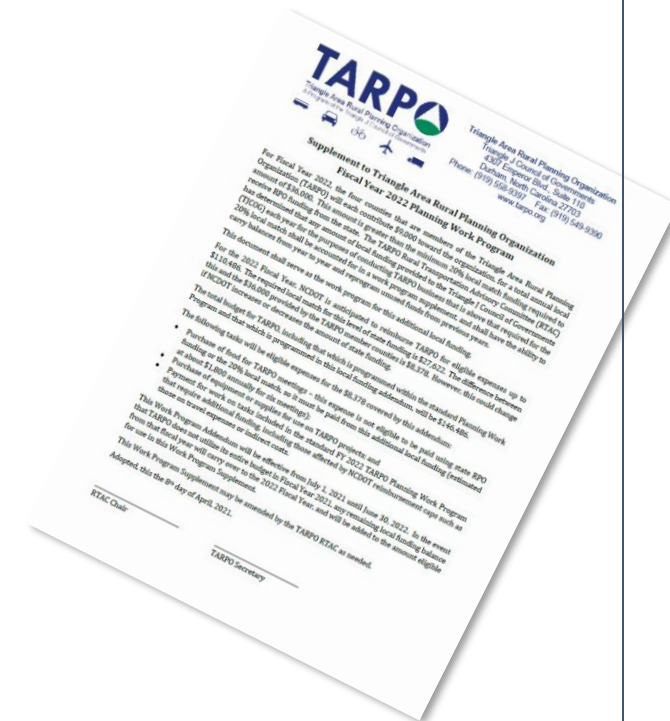 TARPO
Triangle Area Rural Planning Organization
A Program of the Triangle J Council of Governments
Triangle Area Rural Planning Organization
Triangle J Council of Governments
4307 Emperor Blvd., Suite 110
Durham, North Carolina 27703
Phone: (919) 558-9397 Fax: (919) 549-9390
www.tarpo.org
Supplement to Triangle Area Rural Planning Organization
Fiscal Year 2022 Planning Work Program
For Fiscal Year 2022, the four counties that are members of the Triangle Area Rural Planning
Organization (TARPO) will each contribute $9,000 toward the organization, for a total annual local
amount of $36,000. This amount is greater than the minimum 20% local match funding required to
receive RPO funding from the state. The TARPO Rural Transportation Advisory Committee (RTAC)
has determined that any amount of local funding provided to the Triangle J Council of Governments
(TJCOG) each year for the purposes of conducting TARPO business that is above that required for the
20% local match shall be accounted for in a work program supplement, and shall have the ability to
carry balances from year to year and reprogram unused funds from previous years.
This document shall serve as the work program for this additional local funding.
For the 2022 Fiscal Year, NCDOT is anticipated to reimburse TARPO for eligible expenses up to
$110,486. The required local match for this level of state funding is $27,622. The difference between
this and the $36,000 provided by the TARPO member counties is $8,378. However, this could change
if NCDOT increases or decreases the amount of state funding.
The total budget for TARPO, including that which is programmed within the standard Planning Work
Program and that which is programmed in this local funding addendum, will be $146,486.
The following tasks will be eligible expenses for the $8,378 covered by this addendum:
• Purchase of food for TARPO meetings – this expense is not eligible to be paid using state RPO
funding or the 20% local match, so it must be paid from this additional local funding (estimated
at about $1,800 annually for six meetings);
• Purchase of equipment or supplies for use on TARPO projects; and
• Payment for work on tasks included in the standard FY 2022 TARPO Planning Work Program
that require additional funding, including those affected by NCDOT reimbursement caps such as
those on travel expenses or indirect costs.
This Work Program Addendum will be effective from July 1, 2021 until June 30, 2022. In the event
that TARPO does not utilize its entire budget in Fiscal Year 2021, any remaining local funding balance
from that fiscal year will carry over to the 2022 Fiscal Year, and will be added to the amount eligible
for use in this Work Program Supplement.
This Work Program Supplement may be amended by the TARPO RTAC as needed.
Adopted, this the 8th day of April, 2021.
RTAC Chair
TARPO Secretary